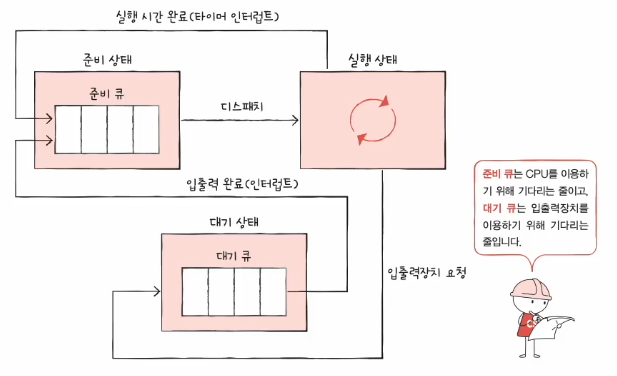 실행 시간 완료(타이머 인터럽트)
준비 상태
실행 상태
준비 큐
디스패치
입출력 완료(인터럽트)
대기 상태
대기 큐
입출력장치 요청
준비 큐는 CPU를 이용하
기 위해 기다리는 줄이고,
대기 큐는 입출력장치를
이용하기 위해 기다리는
줄입니다.